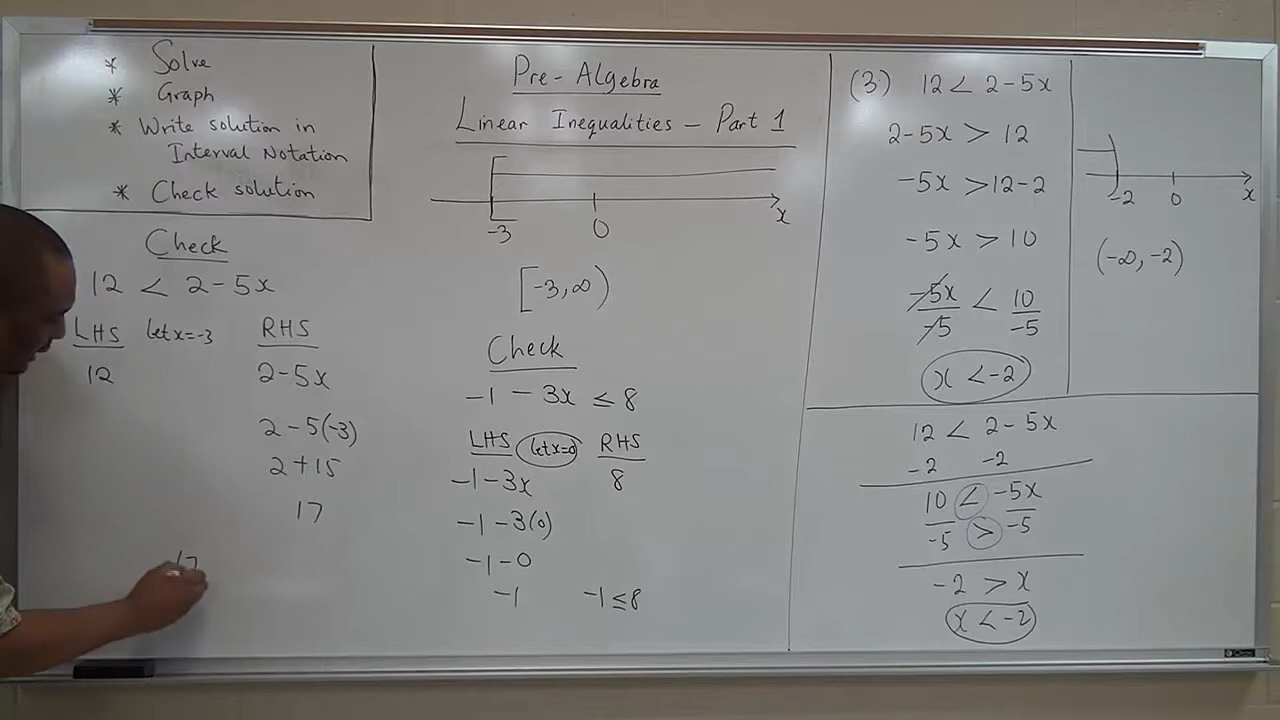 * Solve
* Graph
* Write solution in
Interval Notation
* Check solution
Check
12 < 2-5x
LHS let x=-3 RHS
12 2-5x
2-5(-3)
2+15
17
12
Pre-Algebra
Linear Inequalities - Part 1
-3 0 x
[-3,∞)
Check
-1-3x ≤ 8
LHS let x=0 RHS
-1-3x 8
-1-3(0)
-1-0
-1 -1≤8
(3) 12 < 2-5x
2-5x > 12
-5x > 12-2
-5x > 10
-5x/-5 < 10/-5
x < -2
-2 0 x
(-∞,-2)
12 < 2-5x
-2 -2
10 < -5x
-5 > -5
-2 > x
x < -2